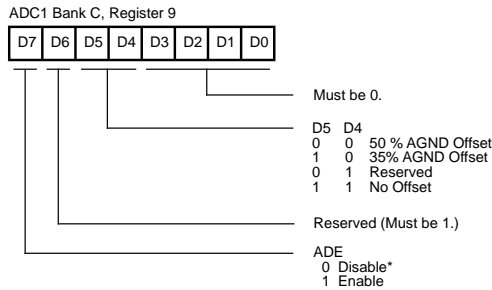 ADC1 Bank C, Register 9
D7 D6 D5 D4 D3 D2 D1 D0
Must be 0.
D5 D4
0 0 50 % AGND Offset
1 0 35% AGND Offset
0 1 Reserved
1 1 No Offset
Reserved (Must be 1.)
ADE
0 Disable*
1 Enable